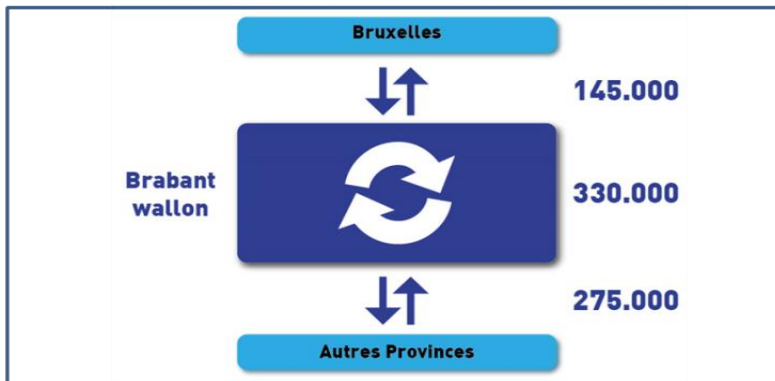 Bruxelles
145.000
Brabant
wallon
330.000
275.000
Autres Provinces